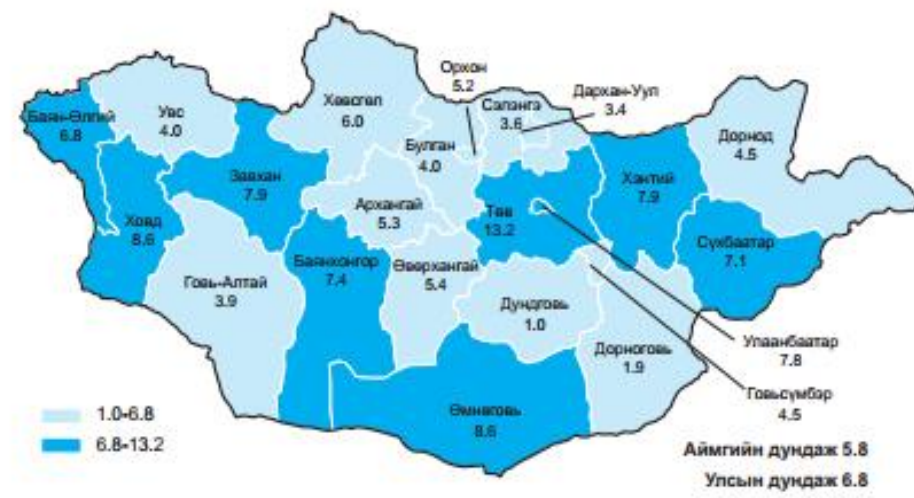 Орхон
5.2
Дархан-Уул
3.4
Хөвсгөл
6.0
Сэлэнгэ
3.6
Увс
4.0
Баян-Өлгий
6.8
Дорнод
4.5
Булган
4.0
Завхан
7.9
Хэнтий
7.9
Архангай
5.3
Төв
13.2
Ховд
8.6
Сүхбаатар
7.1
Баянхонгор
7.4
Өвөрхангай
5.4
Говь-Алтай
3.9
Дундговь
1.0
Улаанбаатар
7.8
Дорноговь
1.9
Говьсүмбэр
4.5
Өмнөговь
8.6
1.0-6.8
6.8-13.2
Аймгийн дундаж 5.8
Улсын дундаж 6.8